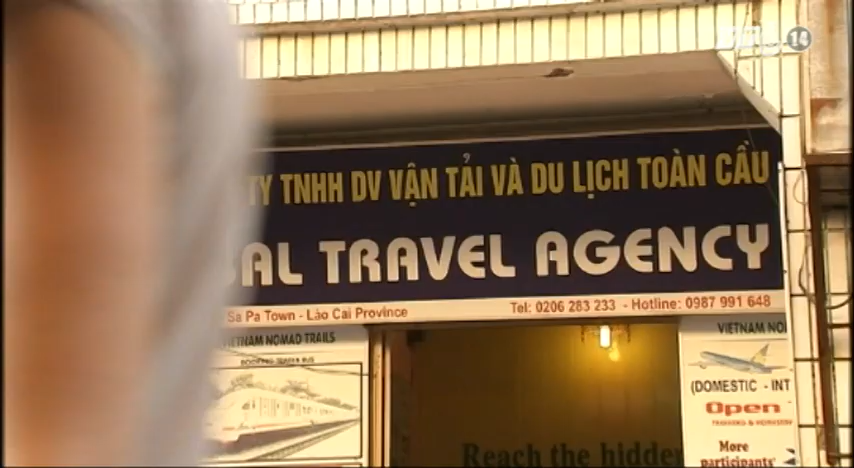 14
TY TNHH DV VẬN TẢI VÀ DU LỊCH TOÀN CẦU
TRAVEL AGENCY
Sa Pa Town - Lào Cai Province
Tel: 0206 283 233 - Hotline: 0987 991 648
VIETNAM NOMAD TRAILS
VIETNAM NO
(DOMESTIC - INT
Open
More
participants
Reach the hidden